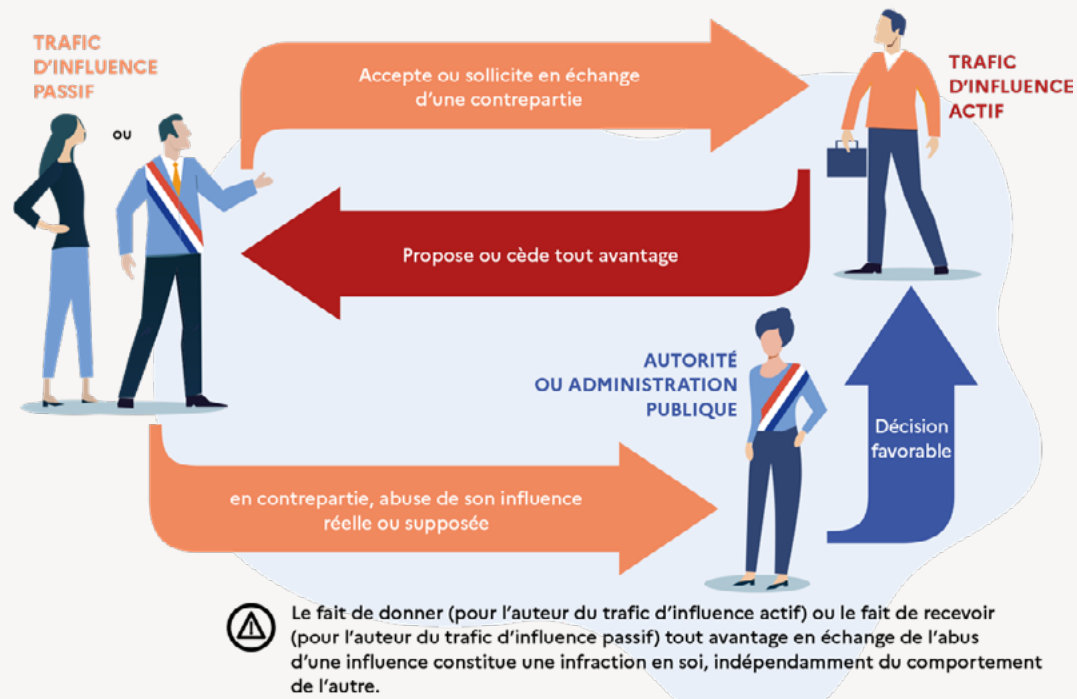 TRAFIC
D'INFLUENCE
PASSIF
ou
Accepte ou sollicite en échange
d'une contrepartie
TRAFIC
D'INFLUENCE
ACTIF
Propose ou cède tout avantage
AUTORITÉ
OU ADMINISTRATION
PUBLIQUE
Décision
favorable
en contrepartie, abuse de son influence
réelle ou supposée
Le fait de donner (pour l'auteur du trafic d'influence actif) ou le fait de recevoir
(pour l'auteur du trafic d'influence passif) tout avantage en échange de l'abus
d'une influence constitue une infraction en soi, indépendamment du comportement
de l'autre.